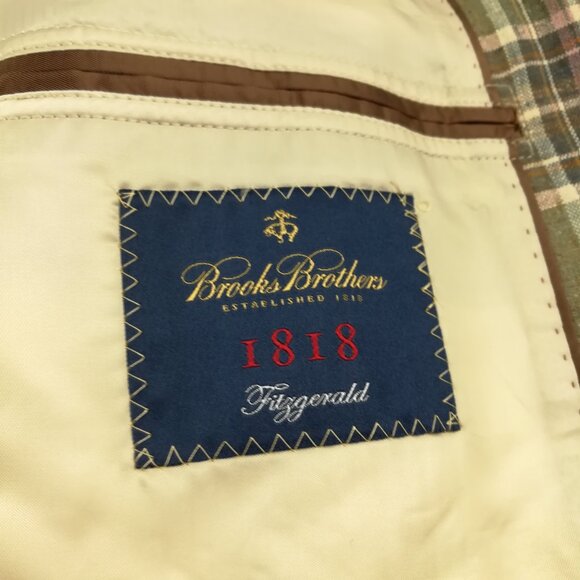 Brooks Brothers
ESTABLISHED 1818
1818
Fitzgerald